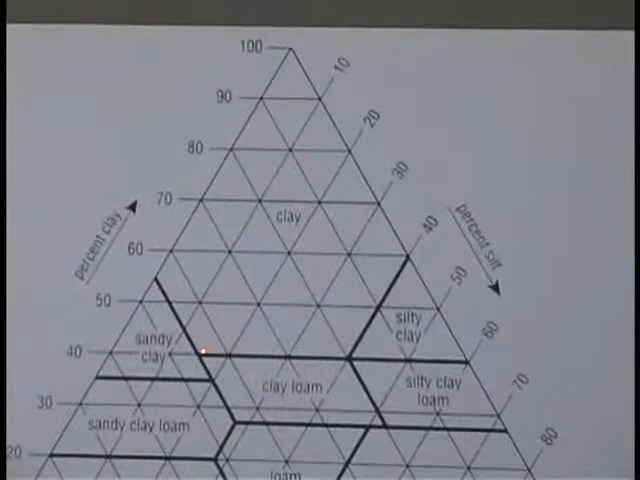 100
10
90
20
80
30
70
clay
percent clay
percent silt
40
60
50
50
silty
clay
60
sandy
clay
40
70
clay loam
silty clay
loam
30
sandy clay loam
80
20
loam